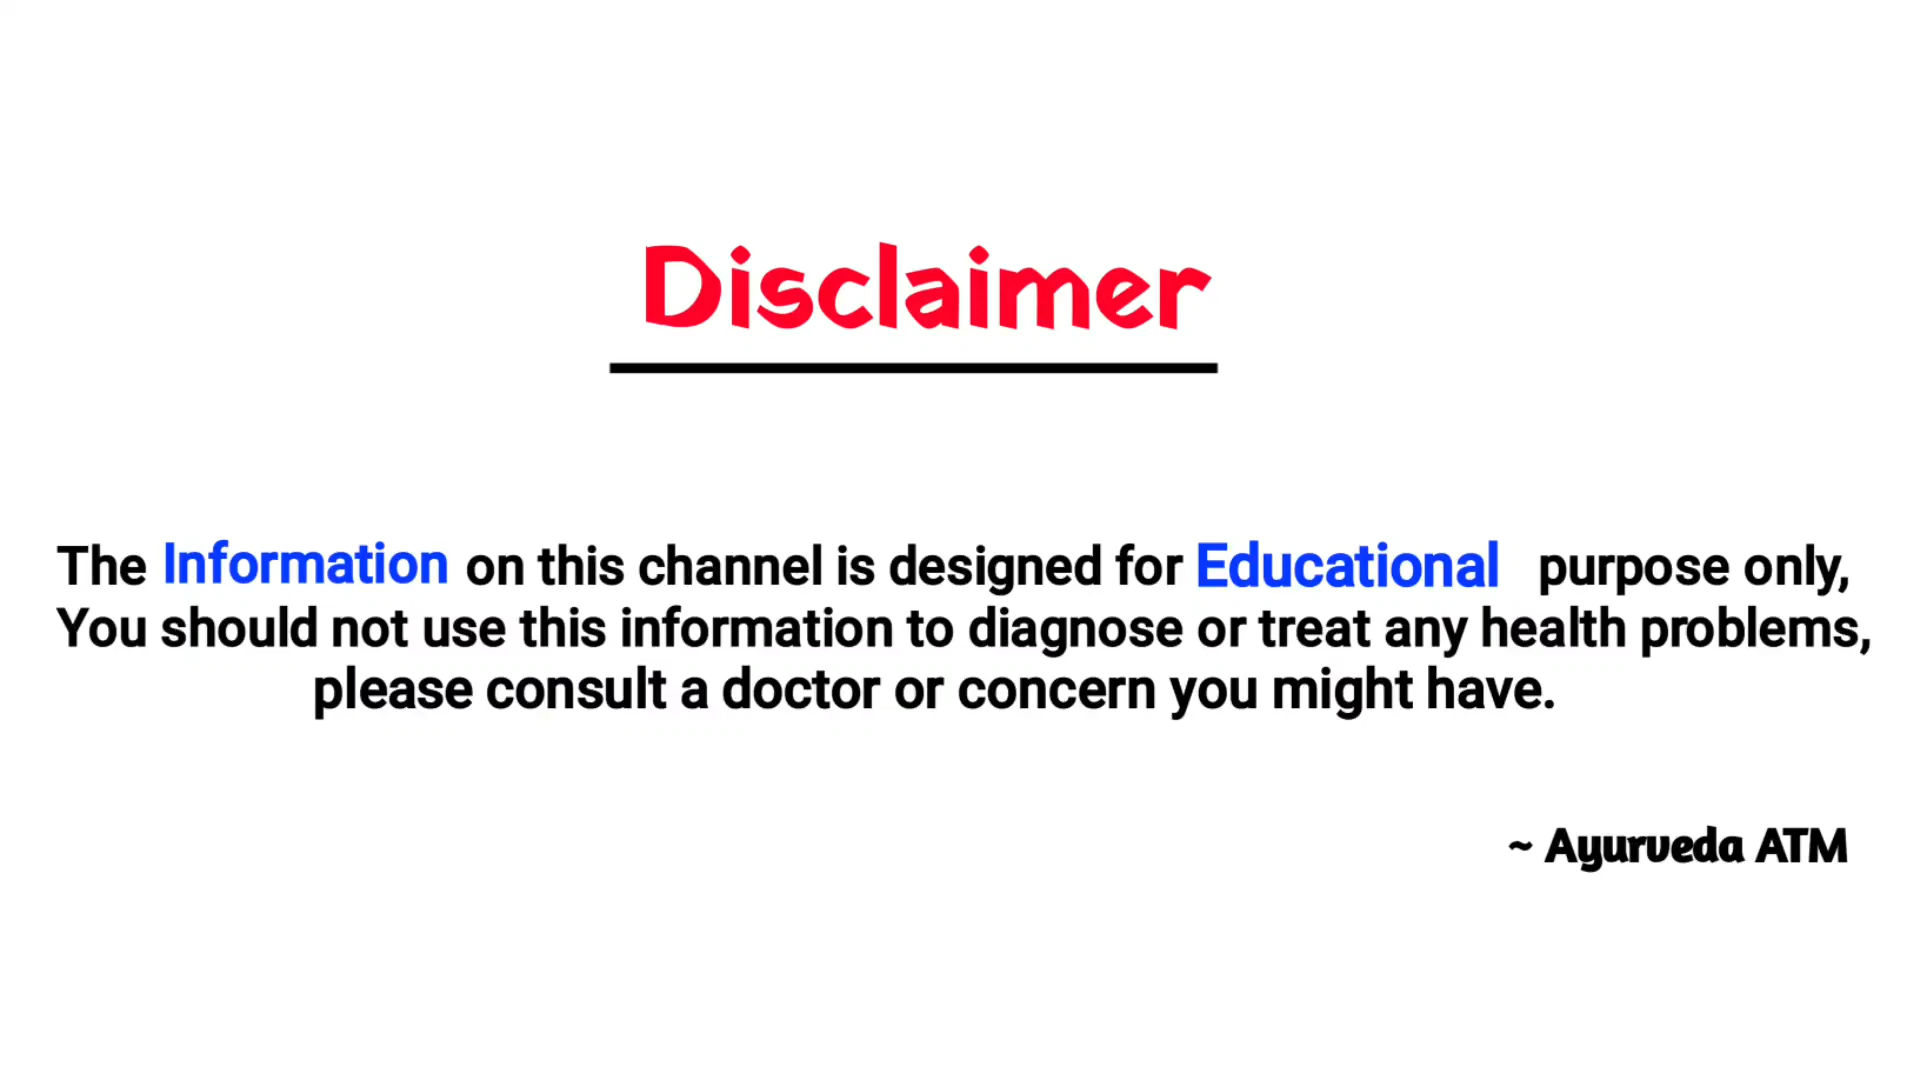 Disclaimer
The Information on this channel is designed for Educational purpose only,
You should not use this information to diagnose or treat any health problems,
please consult a doctor or concern you might have.
~ Ayurveda ATM